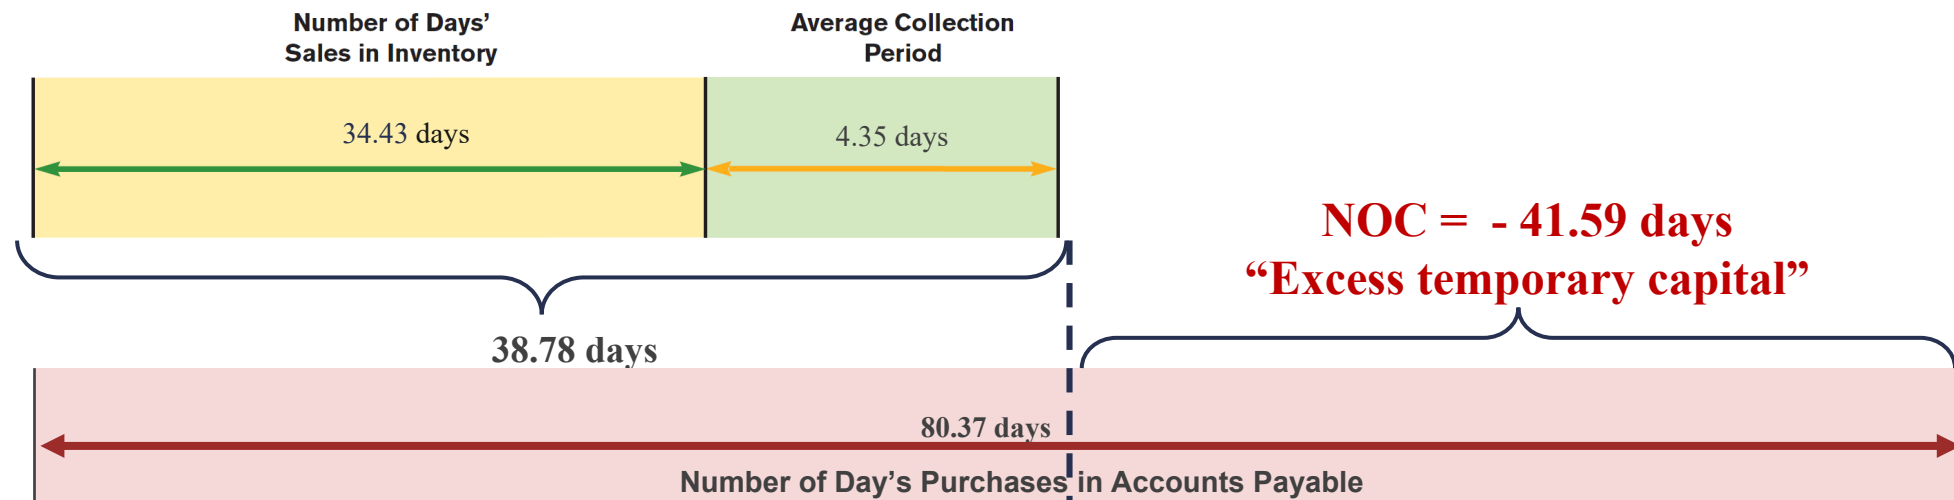 Number of Days’
Sales in Inventory
Average Collection
Period
34.43 days
4.35 days
NOC = - 41.59 days
“Excess temporary capital”
38.78 days
80.37 days
Number of Day’s Purchases in Accounts Payable